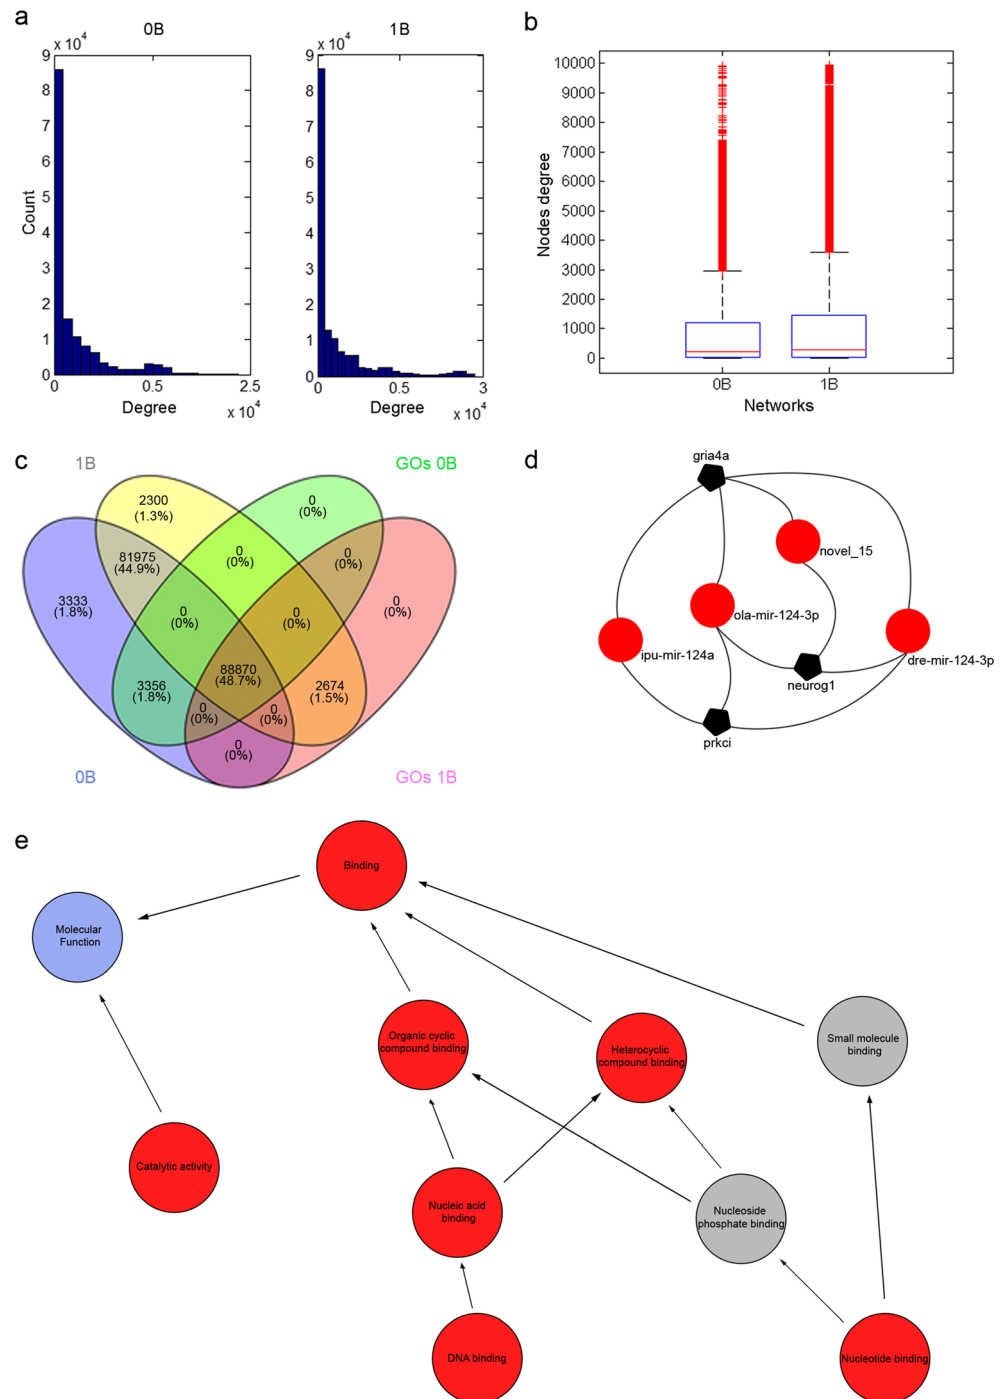 a
0B
x 10^4
9
8
7
6
5
4
3
2
1
0
Count
0
0.5
2.5
Degree
x 10^4
1B
x 10^4
9
8
7
6
5
4
3
2
1
0
0
0.5
3
Degree
x 10^4
b
10000
9000
8000
7000
6000
5000
4000
3000
2000
1000
0
Nodes degree
0B
1B
Networks
c
1B
GOs 0B
2300
(1.3%)
0
(0%)
81975
(44.9%)
0
(0%)
0
(0%)
3333
(1.8%)
0
(0%)
0
(0%)
0
(0%)
3356
(1.8%)
88870
(48.7%)
2674
(1.5%)
0
(0%)
0
(0%)
0
(0%)
0B
GOs 1B
d
gria4a
novel_15
ola-mir-124-3p
ipu-mir-124a
dre-mir-124-3p
neurog1
prkci
e
Binding
Molecular
Function
Organic cyclic
compound binding
Heterocyclic
compound binding
Small molecule
binding
Catalytic activity
Nucleic acid
binding
Nucleoside
phosphate binding
DNA binding
Nucleotide binding